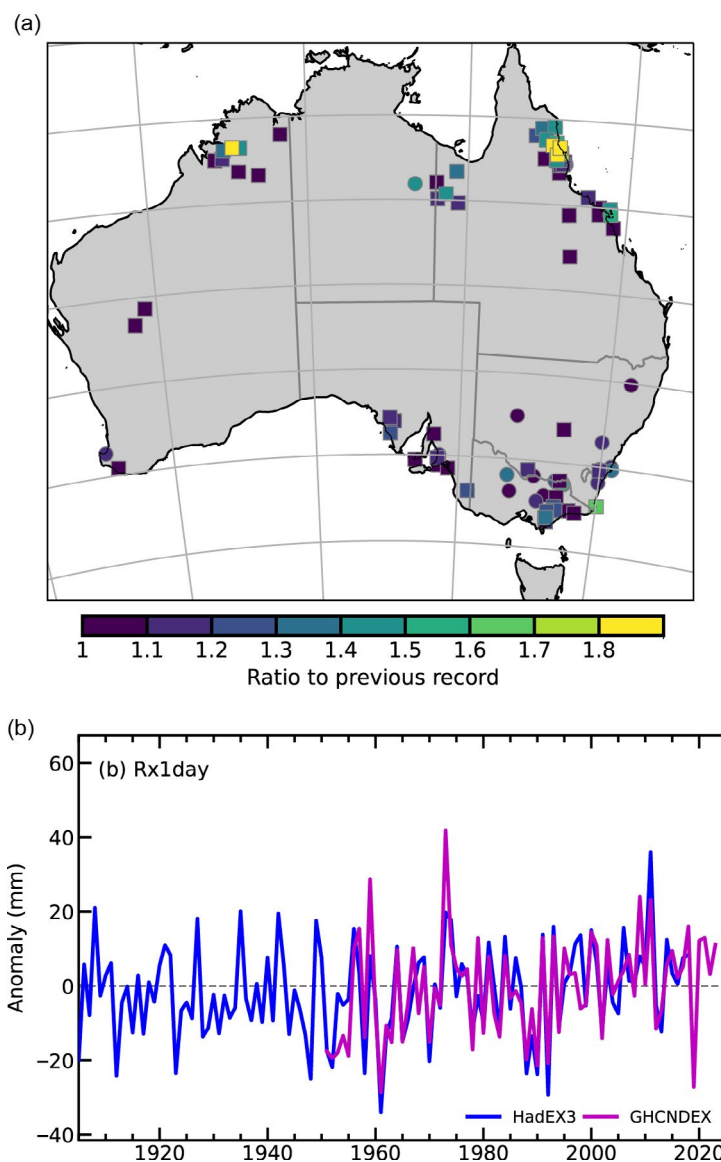 (a)
1 1.1 1.2 1.3 1.4 1.5 1.6 1.7 1.8
Ratio to previous record
(b)
(b) Rx1day
60
40
20
0
−20
−40
Anomaly (mm)
HadEX3 GHCNDEX
1920 1940 1960 1980 2000 2020